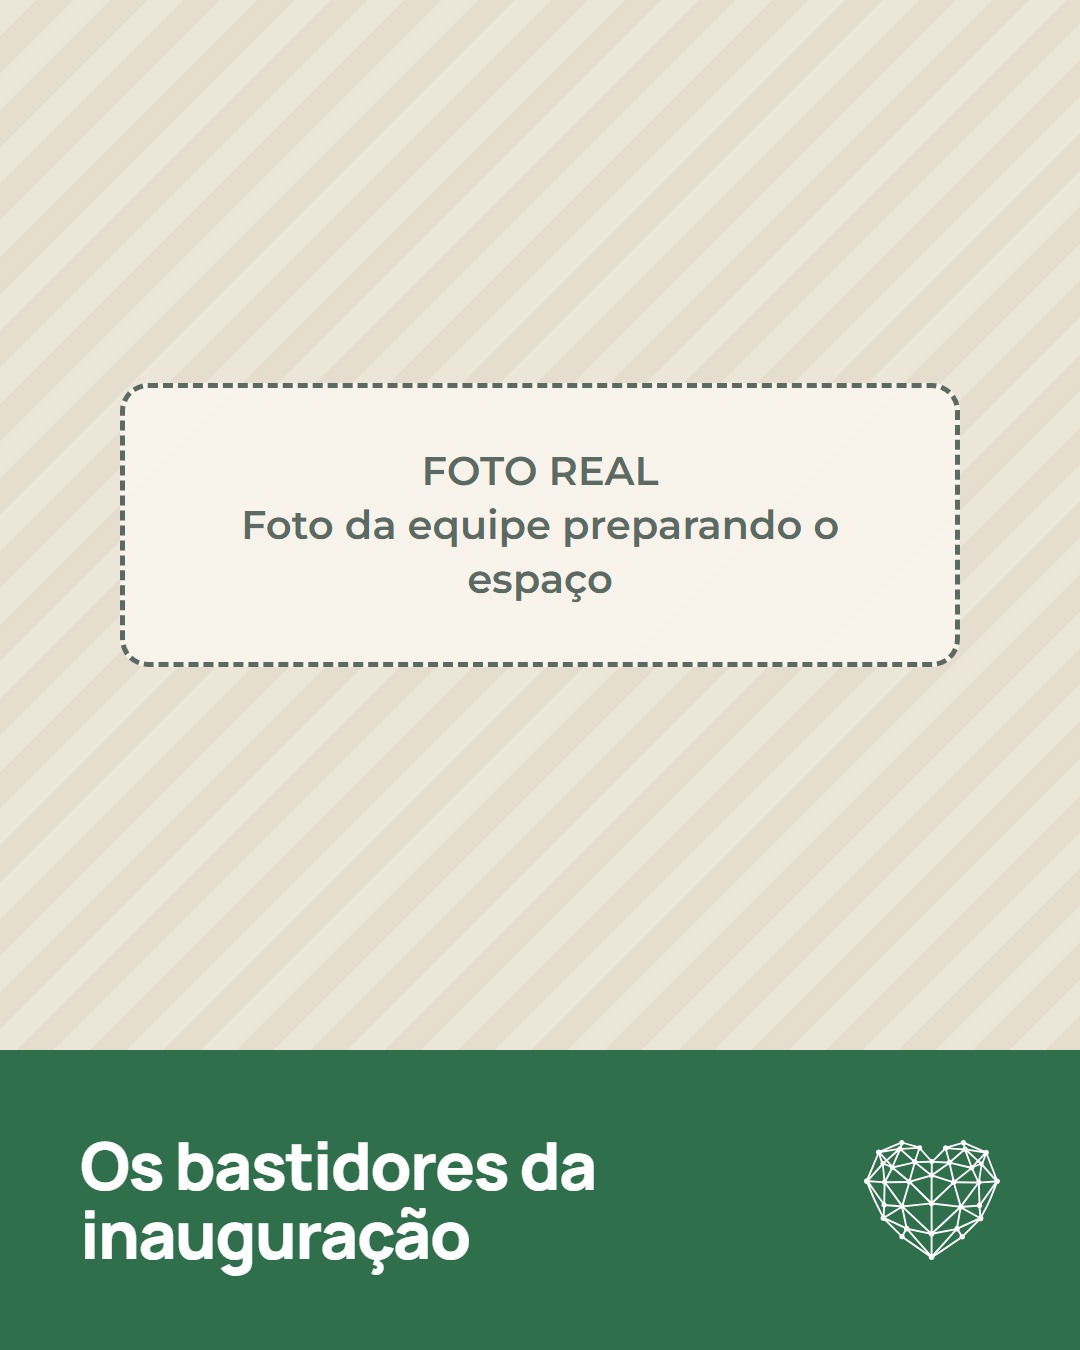 FOTO REAL
Foto da equipe preparando o
espaço
Os bastidores da
inauguração